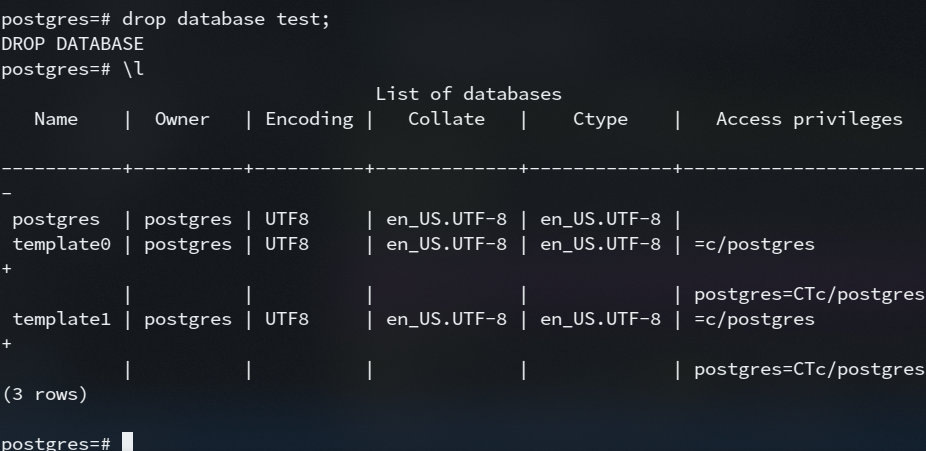 postgres=# drop database test;
DROP DATABASE
postgres=# \l
List of databases
Name | Owner | Encoding | Collate | Ctype | Access privileges
-----------+----------+----------+-------------+-------------+----------------------
-
postgres | postgres | UTF8 | en_US.UTF-8 | en_US.UTF-8 |
template0 | postgres | UTF8 | en_US.UTF-8 | en_US.UTF-8 | =c/postgres
+
| | | | | postgres=CTc/postgres
template1 | postgres | UTF8 | en_US.UTF-8 | en_US.UTF-8 | =c/postgres
+
| | | | | postgres=CTc/postgres
(3 rows)
postgres=#